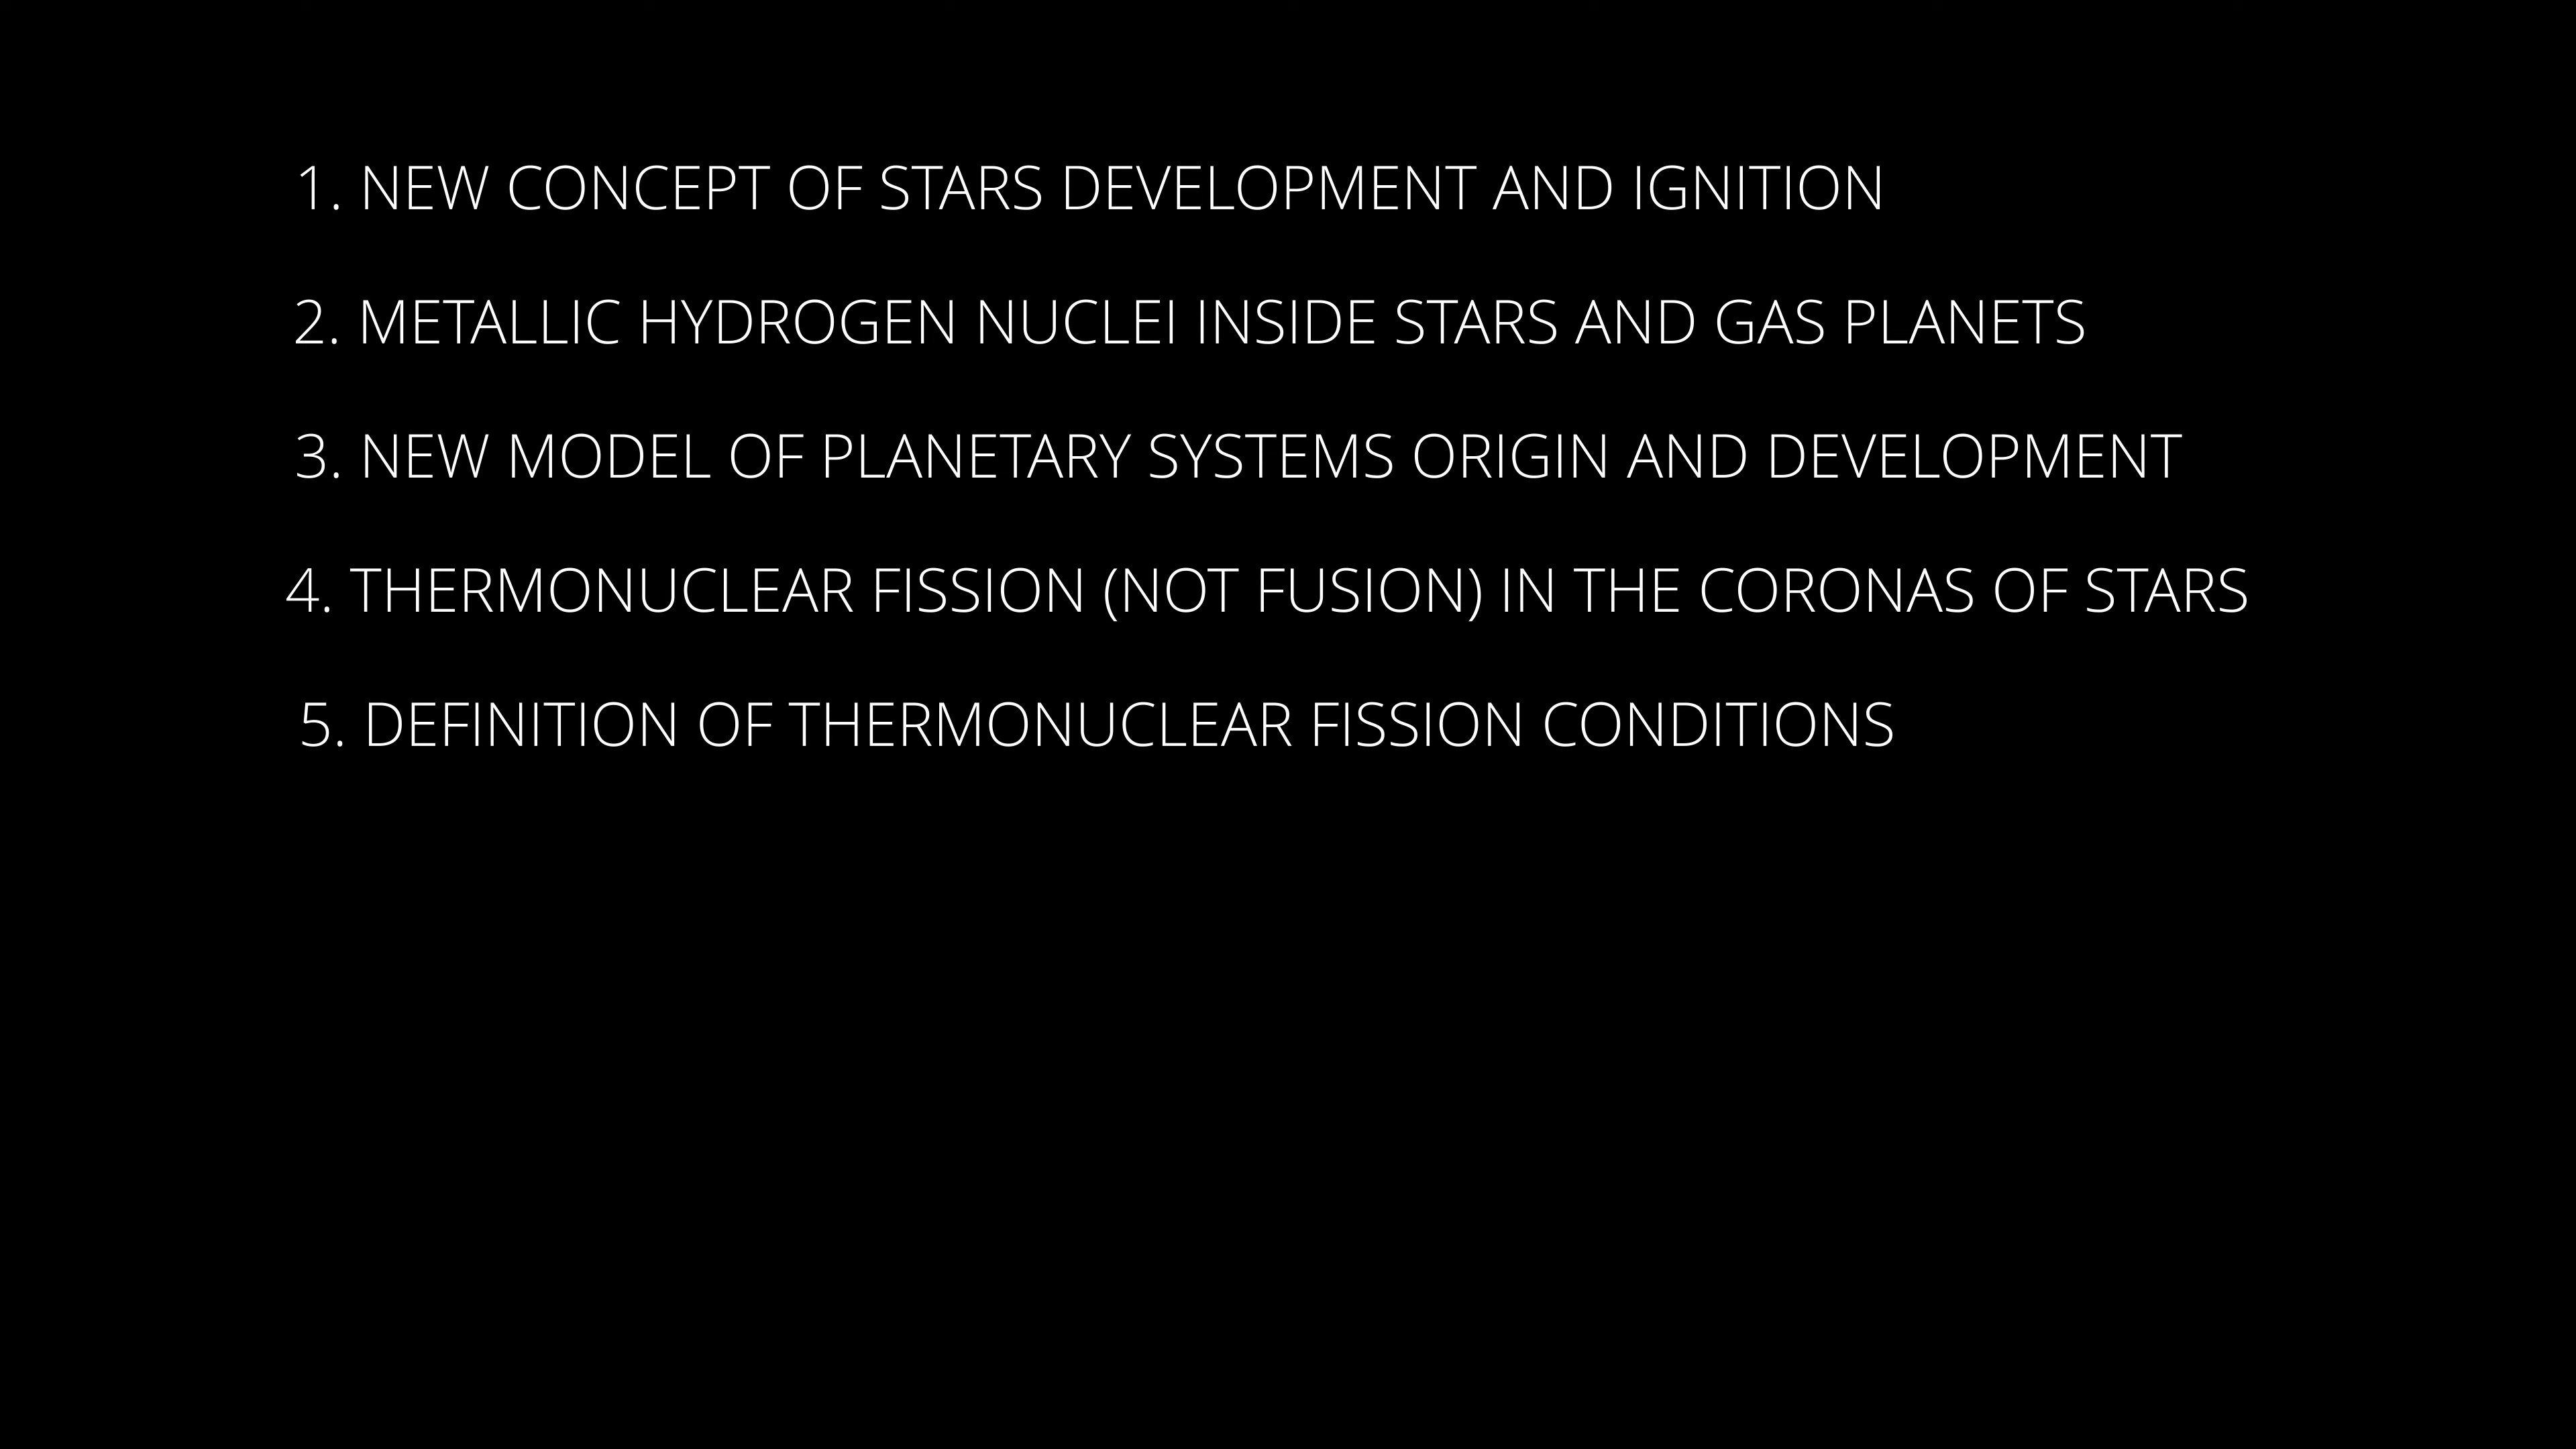 1. NEW CONCEPT OF STARS DEVELOPMENT AND IGNITION
2. METALLIC HYDROGEN NUCLEI INSIDE STARS AND GAS PLANETS
3. NEW MODEL OF PLANETARY SYSTEMS ORIGIN AND DEVELOPMENT
4. THERMONUCLEAR FISSION (NOT FUSION) IN THE CORONAS OF STARS
5. DEFINITION OF THERMONUCLEAR FISSION CONDITIONS